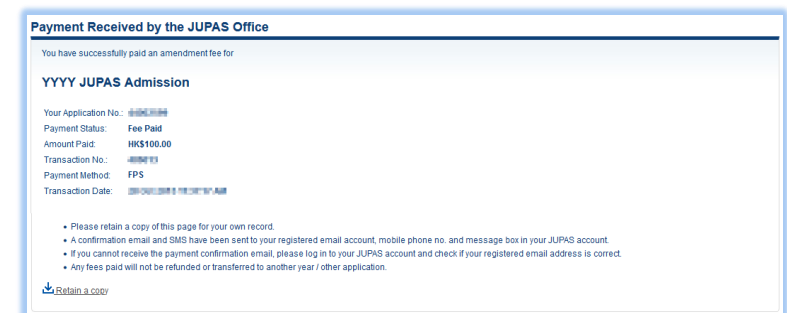 Payment Received by the JUPAS Office
You have successfully paid an amendment fee for
YYYY JUPAS Admission
Your Application No.:
Payment Status: Fee Paid
Amount Paid: HK$100.00
Transaction No.:
Payment Method: FPS
Transaction Date:
• Please retain a copy of this page for your own record.
• A confirmation email and SMS have been sent to your registered email account, mobile phone no. and message box in your JUPAS account.
• If you cannot receive the payment confirmation email, please log in to your JUPAS account and check if your registered email address is correct.
• Any fees paid will not be refunded or transferred to another year / other application.
Retain a copy